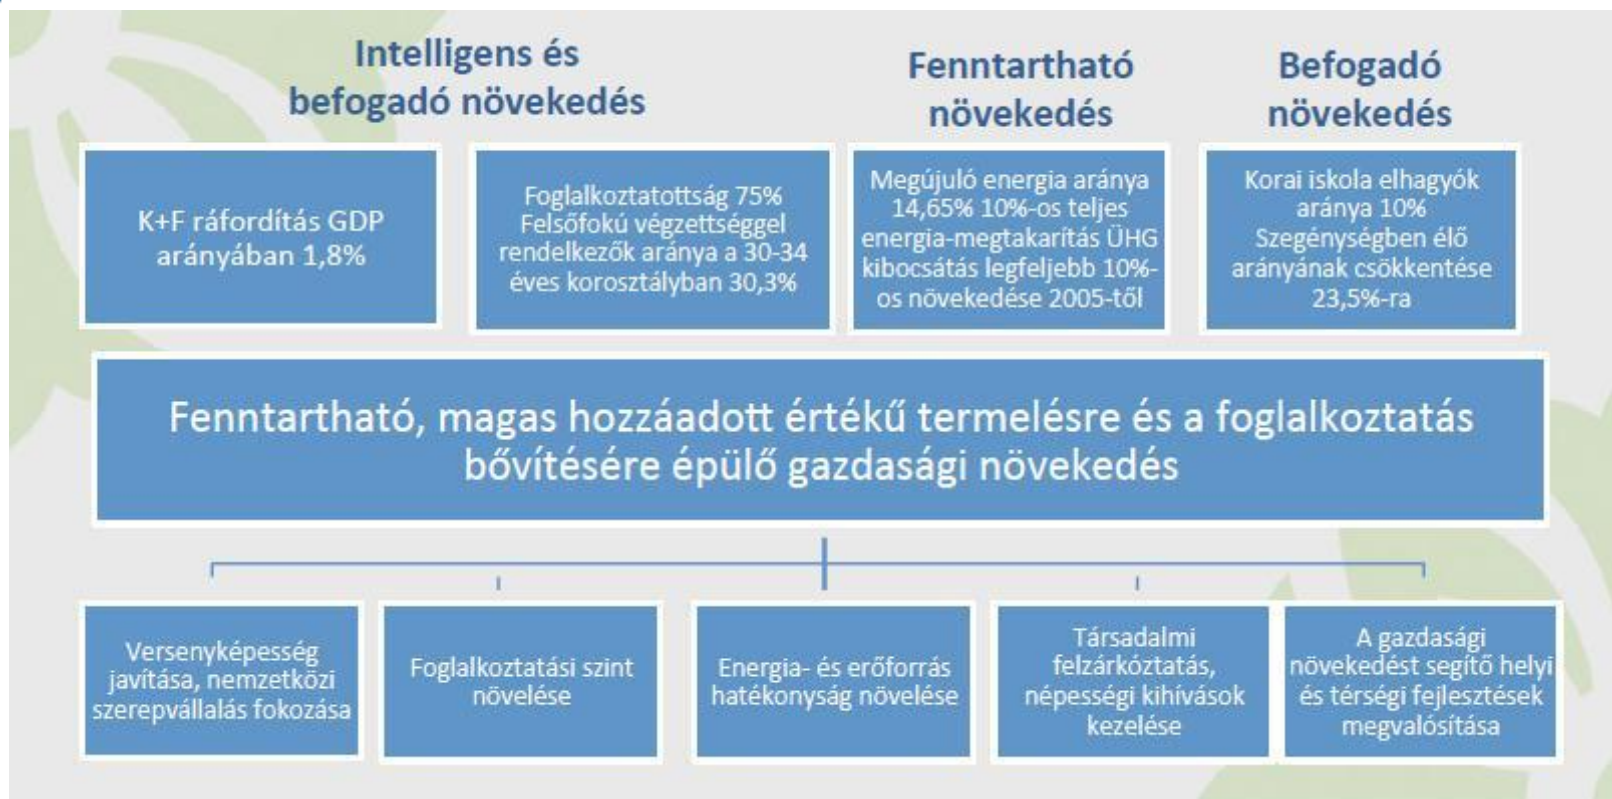 Intelligens és
befogadó növekedés
Fenntartható
növekedés
Befogadó
növekedés
K+F ráfordítás GDP
arányában 1,8%
Foglalkoztatottság 75%
Felsőfokú végzettséggel
rendelkezők aránya a 30-34
éves korosztályban 30,3%
Megújuló energia aránya
14,65% 10%-os teljes
energia-megtakarítás ÜHG
kibocsátás legfeljebb 10%-
os növekedése 2005-től
Korai iskola elhagyók
aránya 10%
Szegénységben élő
arányának csökkentése
23,5%-ra
Fenntartható, magas hozzáadott értékű termelésre és a foglalkoztatás
bővítésére épülő gazdasági növekedés
Versenyképesség
javítása, nemzetközi
szerepvállalás fokozása
Foglalkoztatási szint
növelése
Energia- és erőforrás
hatékonyság növelése
Társadalmi
felzárkóztatás,
népességi kihívások
kezelése
A gazdasági
növekedést segítő helyi
és térségi fejlesztések
megvalósítása